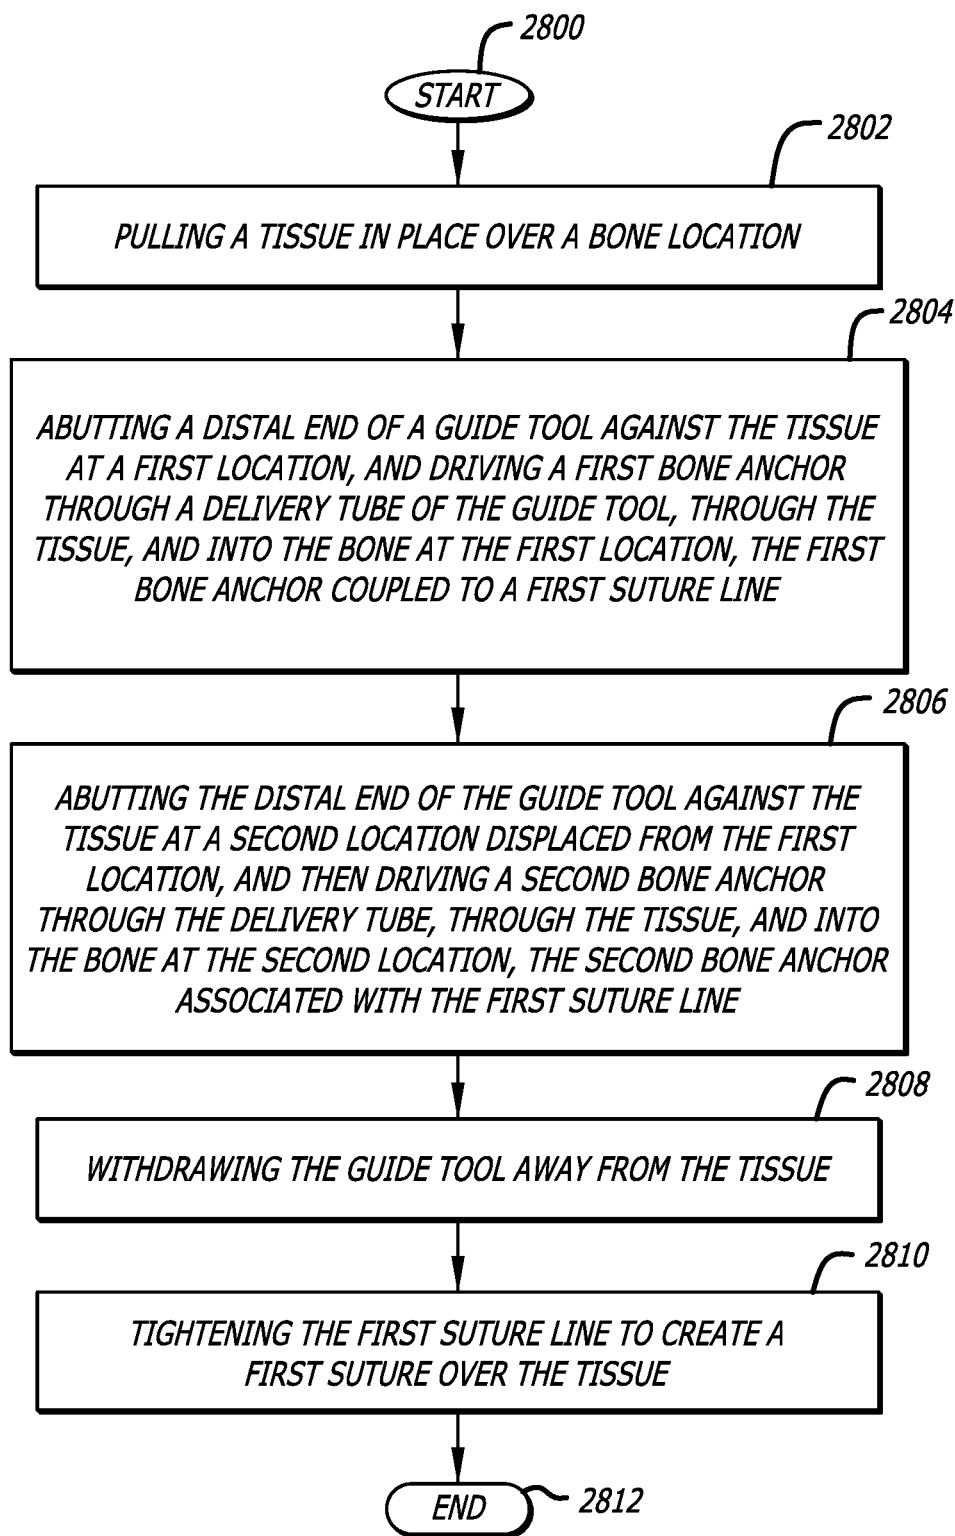 2800
START
2802
PULLING A TISSUE IN PLACE OVER A BONE LOCATION
2804
ABUTTING A DISTAL END OF A GUIDE TOOL AGAINST THE TISSUE
AT A FIRST LOCATION, AND DRIVING A FIRST BONE ANCHOR
THROUGH A DELIVERY TUBE OF THE GUIDE TOOL, THROUGH THE
TISSUE, AND INTO THE BONE AT THE FIRST LOCATION, THE FIRST
BONE ANCHOR COUPLED TO A FIRST SUTURE LINE
2806
ABUTTING THE DISTAL END OF THE GUIDE TOOL AGAINST THE
TISSUE AT A SECOND LOCATION DISPLACED FROM THE FIRST
LOCATION, AND THEN DRIVING A SECOND BONE ANCHOR
THROUGH THE DELIVERY TUBE, THROUGH THE TISSUE, AND INTO
THE BONE AT THE SECOND LOCATION, THE SECOND BONE ANCHOR
ASSOCIATED WITH THE FIRST SUTURE LINE
2808
WITHDRAWING THE GUIDE TOOL AWAY FROM THE TISSUE
2810
TIGHTENING THE FIRST SUTURE LINE TO CREATE A
FIRST SUTURE OVER THE TISSUE
END
2812